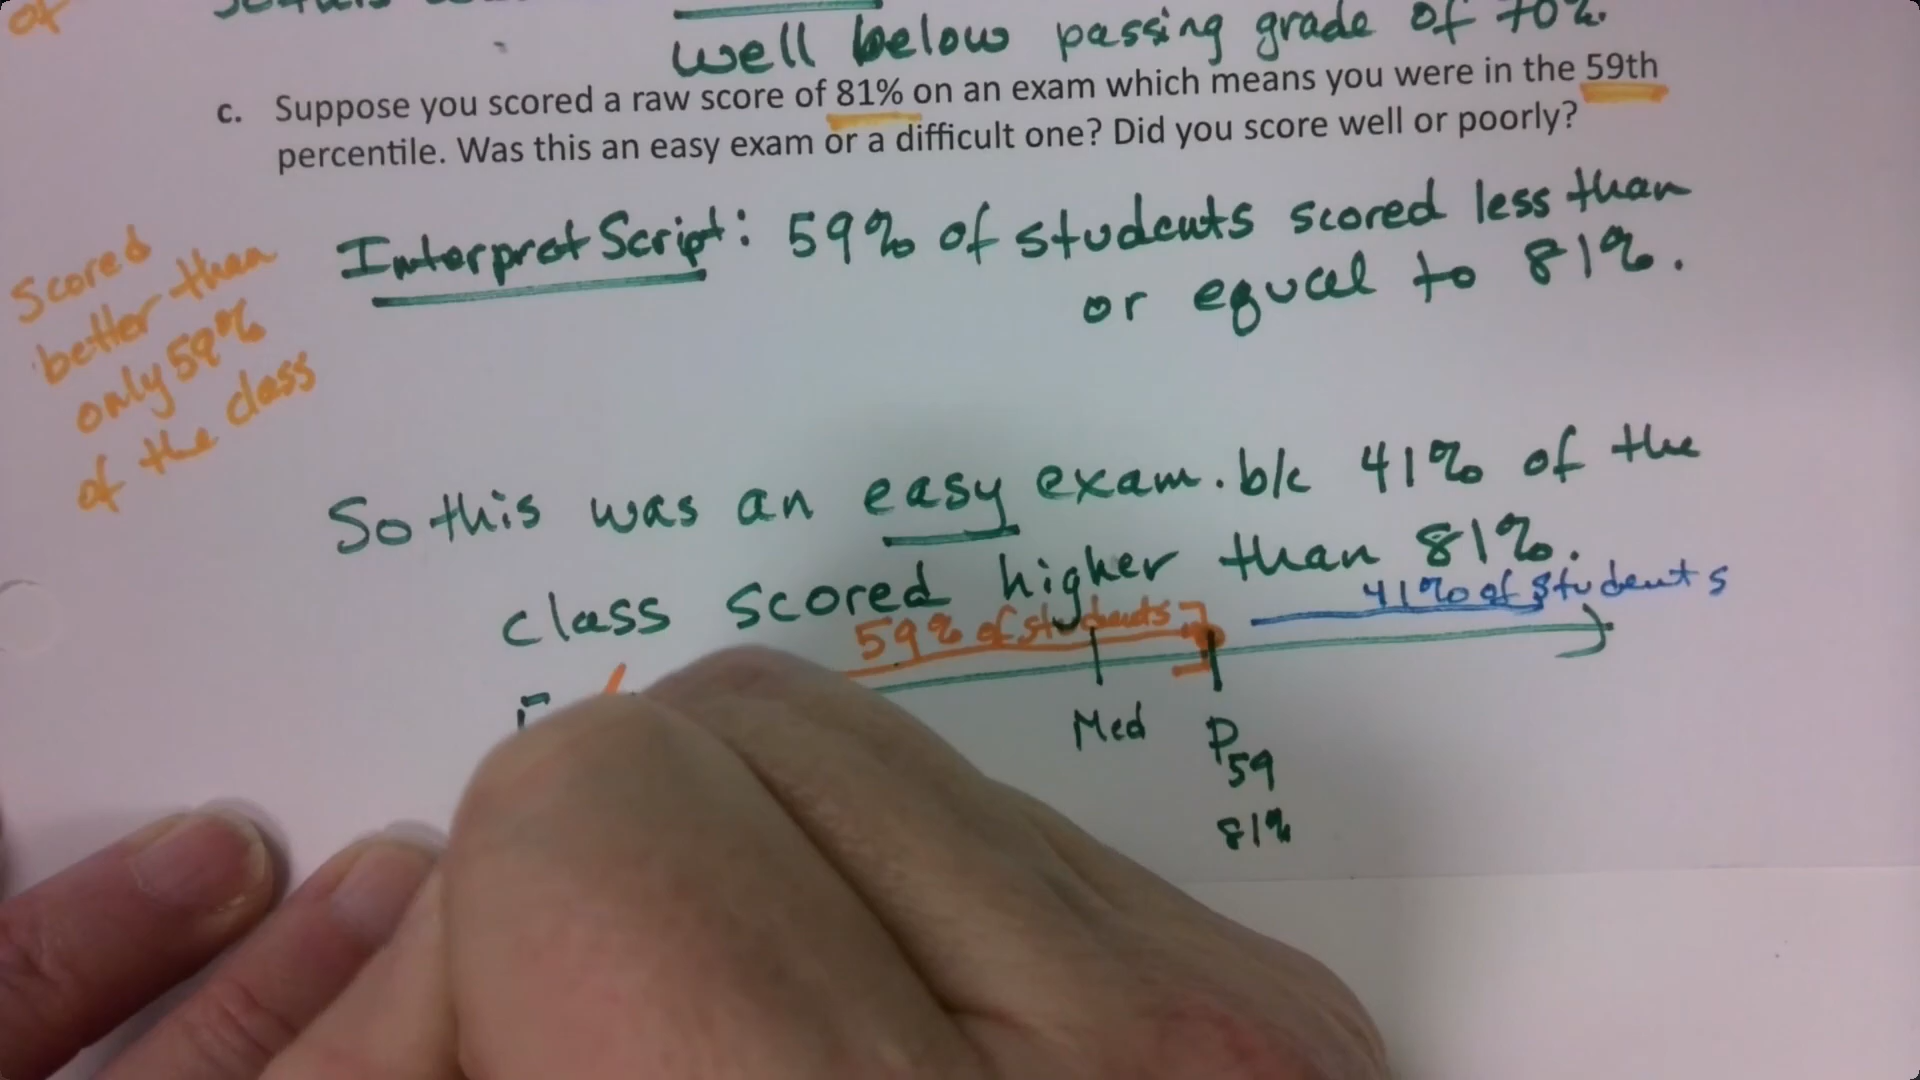 of
well below passing grade of 70%.
c. Suppose you scored a raw score of 81% on an exam which means you were in the 59th
percentile. Was this an easy exam or a difficult one? Did you score well or poorly?
Interpret Script: 59% of students scored less than
or equal to 81%.
Scored
better than
only 59%
of the class
So this was an easy exam. b/c 41% of the
class scored higher than 81%.
59% of students
41% of students
Med
P59
81%